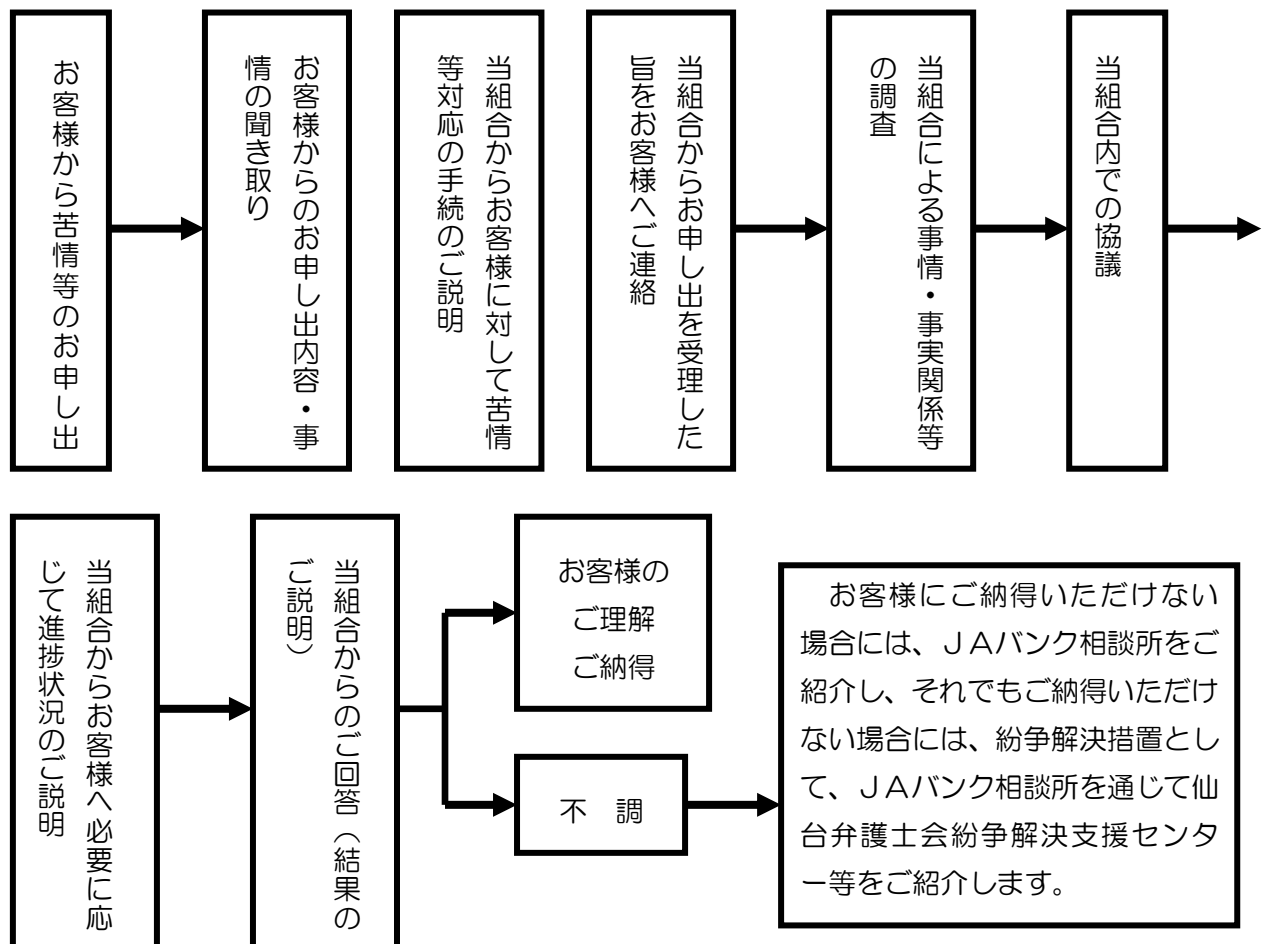 お客様から苦情等のお申し出
お客様からのお申し出内容・事
情の聞き取り
当組合からお客様に対して苦情
等対応の手続のご説明
当組合からお申し出を受理した
旨をお客様へご連絡
当組合による事情・事実関係等
の調査
当組合内での協議
当組合からお客様へ必要に応
じて進捗状況のご説明
当組合からのご回答（結果の
ご説明）
お客様の
ご理解
ご納得
不　調
　お客様にご納得いただけない
場合には、ＪＡバンク相談所をご
紹介し、それでもご納得いただけ
ない場合には、紛争解決措置とし
て、ＪＡバンク相談所を通じて仙
台弁護士会紛争解決支援センタ
ー等をご紹介します。